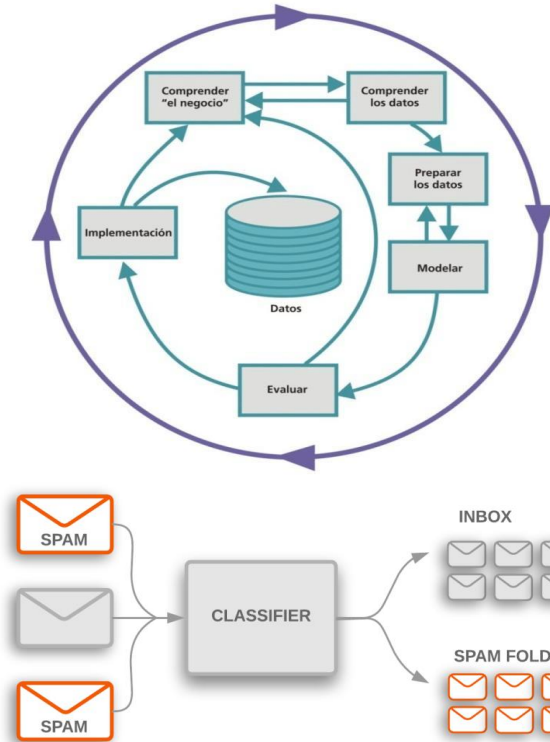 Comprender
"el negocio"
Comprender
los datos
Preparar
los datos
Implementación
Modelar
Datos
Evaluar
SPAM
INBOX
CLASSIFIER
SPAM FOLD
SPAM